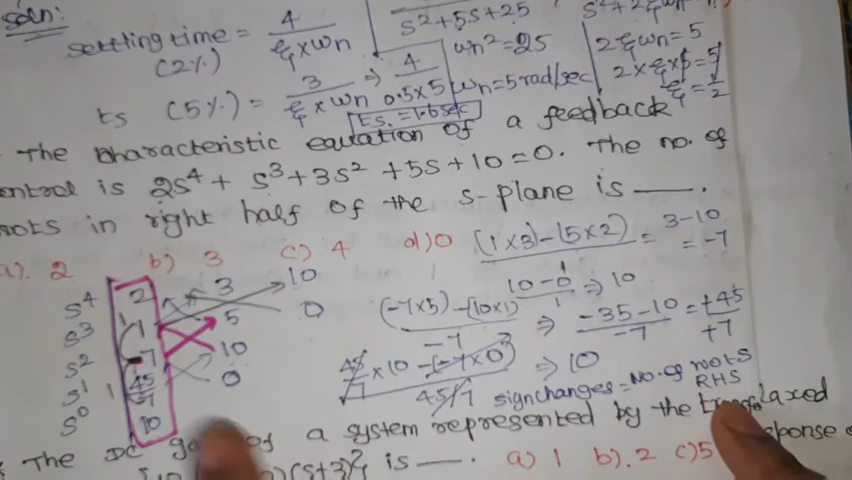 Soln:
settling time = 4 / ξ × ωn
(2%)
s² + 5s + 25
ωn² = 25
ωn = 5 rad/sec
2ξωn = 5
2 × ξ × 5 = 5
ξ = 1/2
ts (5%) = 3 / ξ × ωn ⇒ 4 / 0.5×5
ts = 1.6 sec
The characteristic equation of a feedback
control is 2s⁴ + s³ + 3s² + 5s + 10 = 0. The no. of
roots in right half of the s-plane is ___.
a). 2 b) 3 c) 4 d) 0
(1×3) − (5×2) / 1 = 3−10 = −7
s⁴ 2 3 10
s³ 1 5 0
s² −7 10
s¹ 45/7 0
s⁰ 10
10−0 / 1 ⇒ 10
(−7×5) − (10×1) / −7 ⇒ −35−10 / −7 = +45 / +7
45/7 × 10 − (−7×0) / 45/7 ⇒ 10
sign changes = No. of roots
RHS
The DC of a system represented by the
(s+3)} is ___. a) 1 b). 2 c) 5